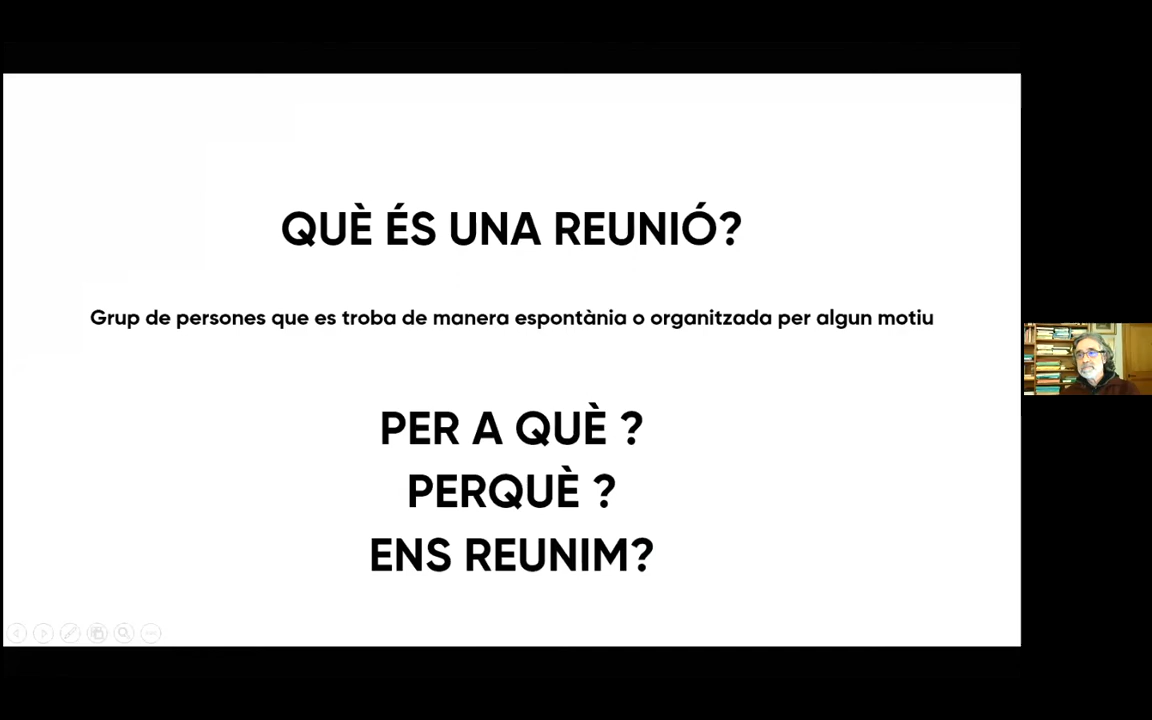 QUÈ ÉS UNA REUNIÓ?
Grup de persones que es troba de manera espontània o organitzada per algun motiu
PER A QUÈ ?
PERQUÈ ?
ENS REUNIM?